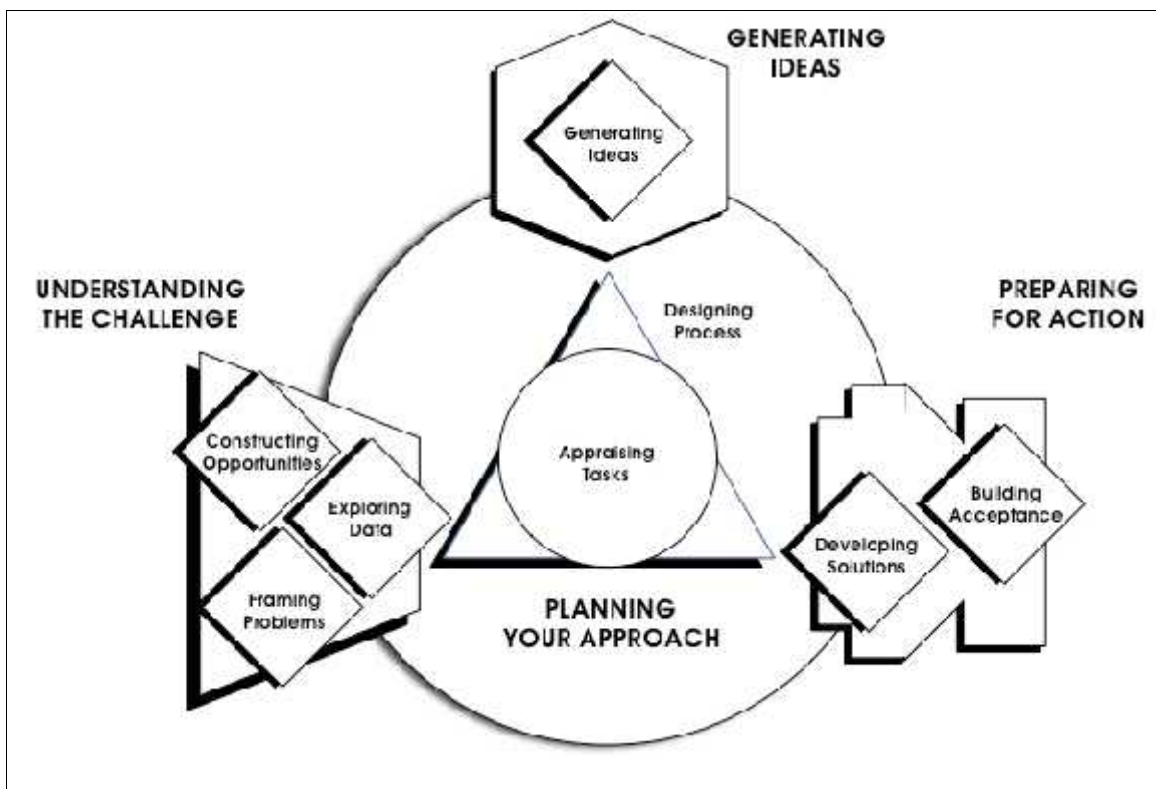 GENERATING
IDEAS
Generating
Ideas
UNDERSTANDING
THE CHALLENGE
PREPARING
FOR ACTION
Designing
Process
Constructing
Opportunities
Appraising
Tasks
Exploring
Data
Building
Acceptance
Developing
Solutions
Framing
Problems
PLANNING
YOUR APPROACH